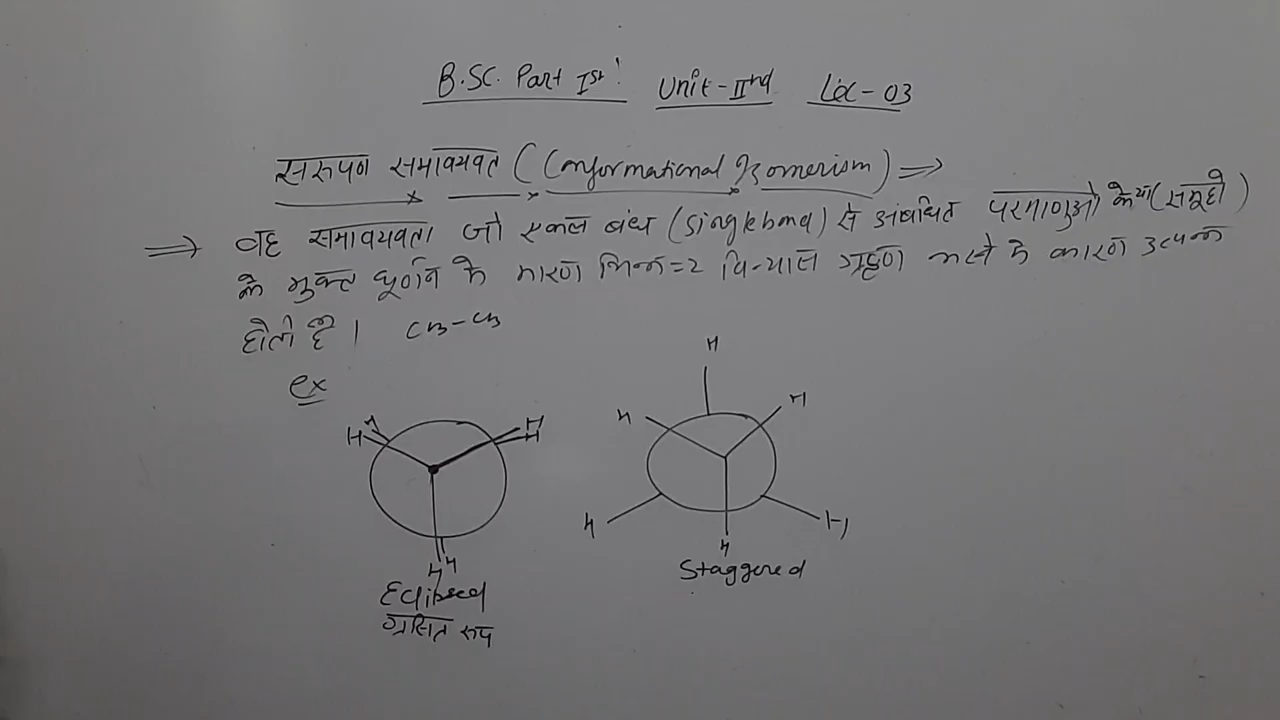 B.SC. Part Ist Unit-IInd Lec-03
सरुपण समावयवत (Conformational Isomerism) ⇒
⇒ वह समावयवता जो एकल बंध (single bond) से संबंधित परमाणुओ के या (समूहो)
के मुक्त घूर्णन के कारण भिन्न=2 विन्यास ग्रहण करने के कारण उत्पन्न
होती है। CH3-CH3
ex
H
H H
H H H H
H H
H H H
Eclipsed Staggered
ग्रसित रूप